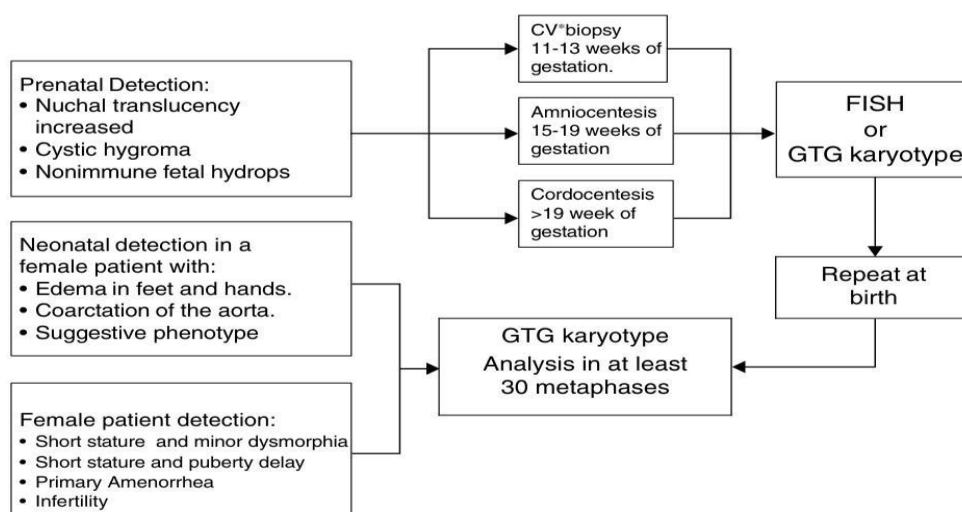 Prenatal Detection:
• Nuchal translucency
increased
• Cystic hygroma
• Nonimmune fetal hydrops
CV*biopsy
11-13 weeks of
gestation.
Amniocentesis
15-19 weeks of
gestation
Cordocentesis
>19 week of
gestation
FISH
or
GTG karyotype
Repeat at
birth
Neonatal detection in a
female patient with:
• Edema in feet and hands.
• Coarctation of the aorta.
• Suggestive phenotype
GTG karyotype
Analysis in at least
30 metaphases
Female patient detection:
• Short stature and minor dysmorphia
• Short stature and puberty delay
• Primary Amenorrhea
• Infertility